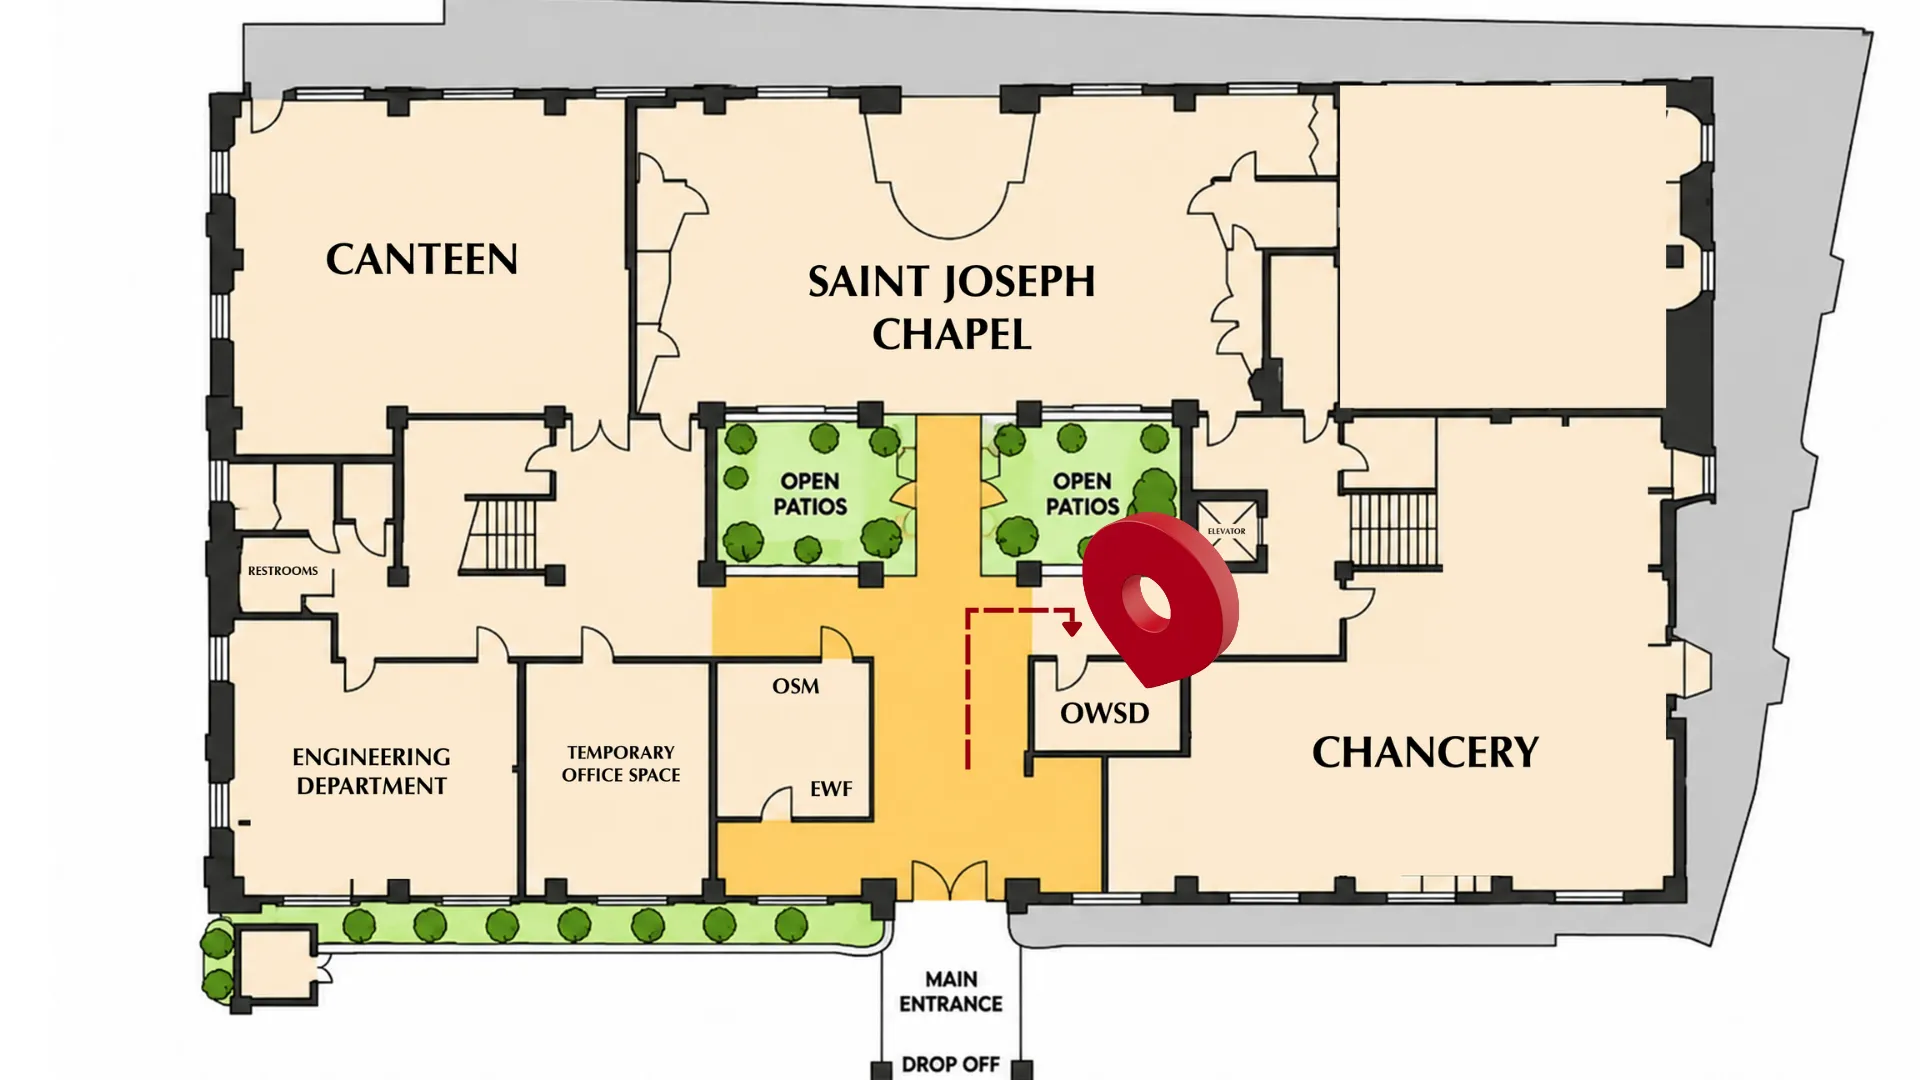 CANTEEN
SAINT JOSEPH
CHAPEL
OPEN
PATIOS
OPEN
PATIOS
ELEVATOR
RESTROOMS
OSM
OWSD
ENGINEERING
DEPARTMENT
TEMPORARY
OFFICE SPACE
EWF
CHANCERY
MAIN
ENTRANCE
DROP OFF